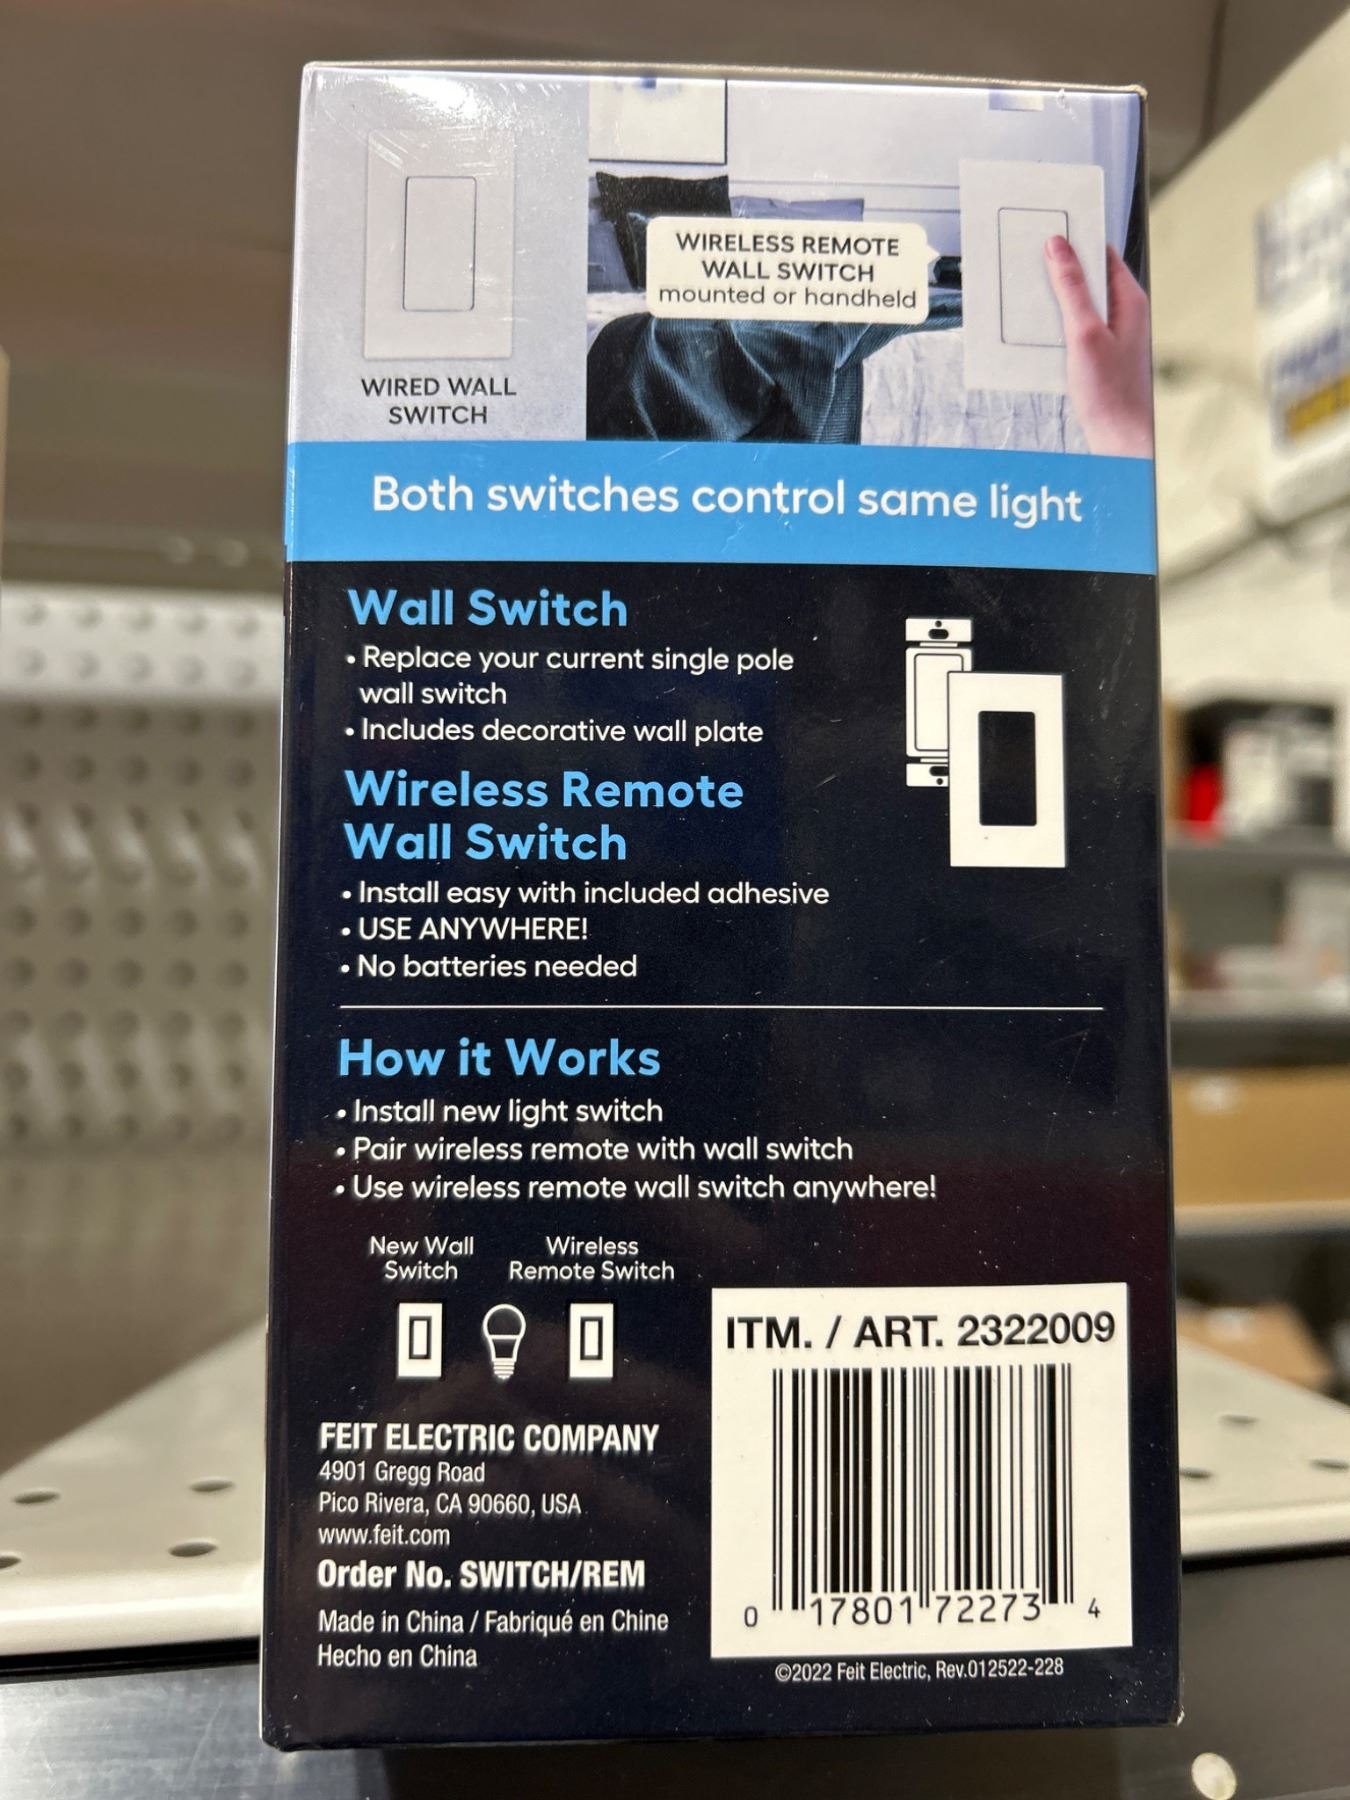 WIRELESS REMOTE
WALL SWITCH
mounted or handheld
WIRED WALL
SWITCH
Both switches control same light
Wall Switch
• Replace your current single pole
wall switch
• Includes decorative wall plate
Wireless Remote
Wall Switch
• Install easy with included adhesive
• USE ANYWHERE!
• No batteries needed
How it Works
• Install new light switch
• Pair wireless remote with wall switch
• Use wireless remote wall switch anywhere!
New Wall
Switch
Wireless
Remote Switch
FEIT ELECTRIC COMPANY
4901 Gregg Road
Pico Rivera, CA 90660, USA
www.feit.com
Order No. SWITCH/REM
Made in China / Fabriqué en Chine
Hecho en China
ITM. / ART. 2322009
0 17801 72273 4
©2022 Feit Electric, Rev.012522-228